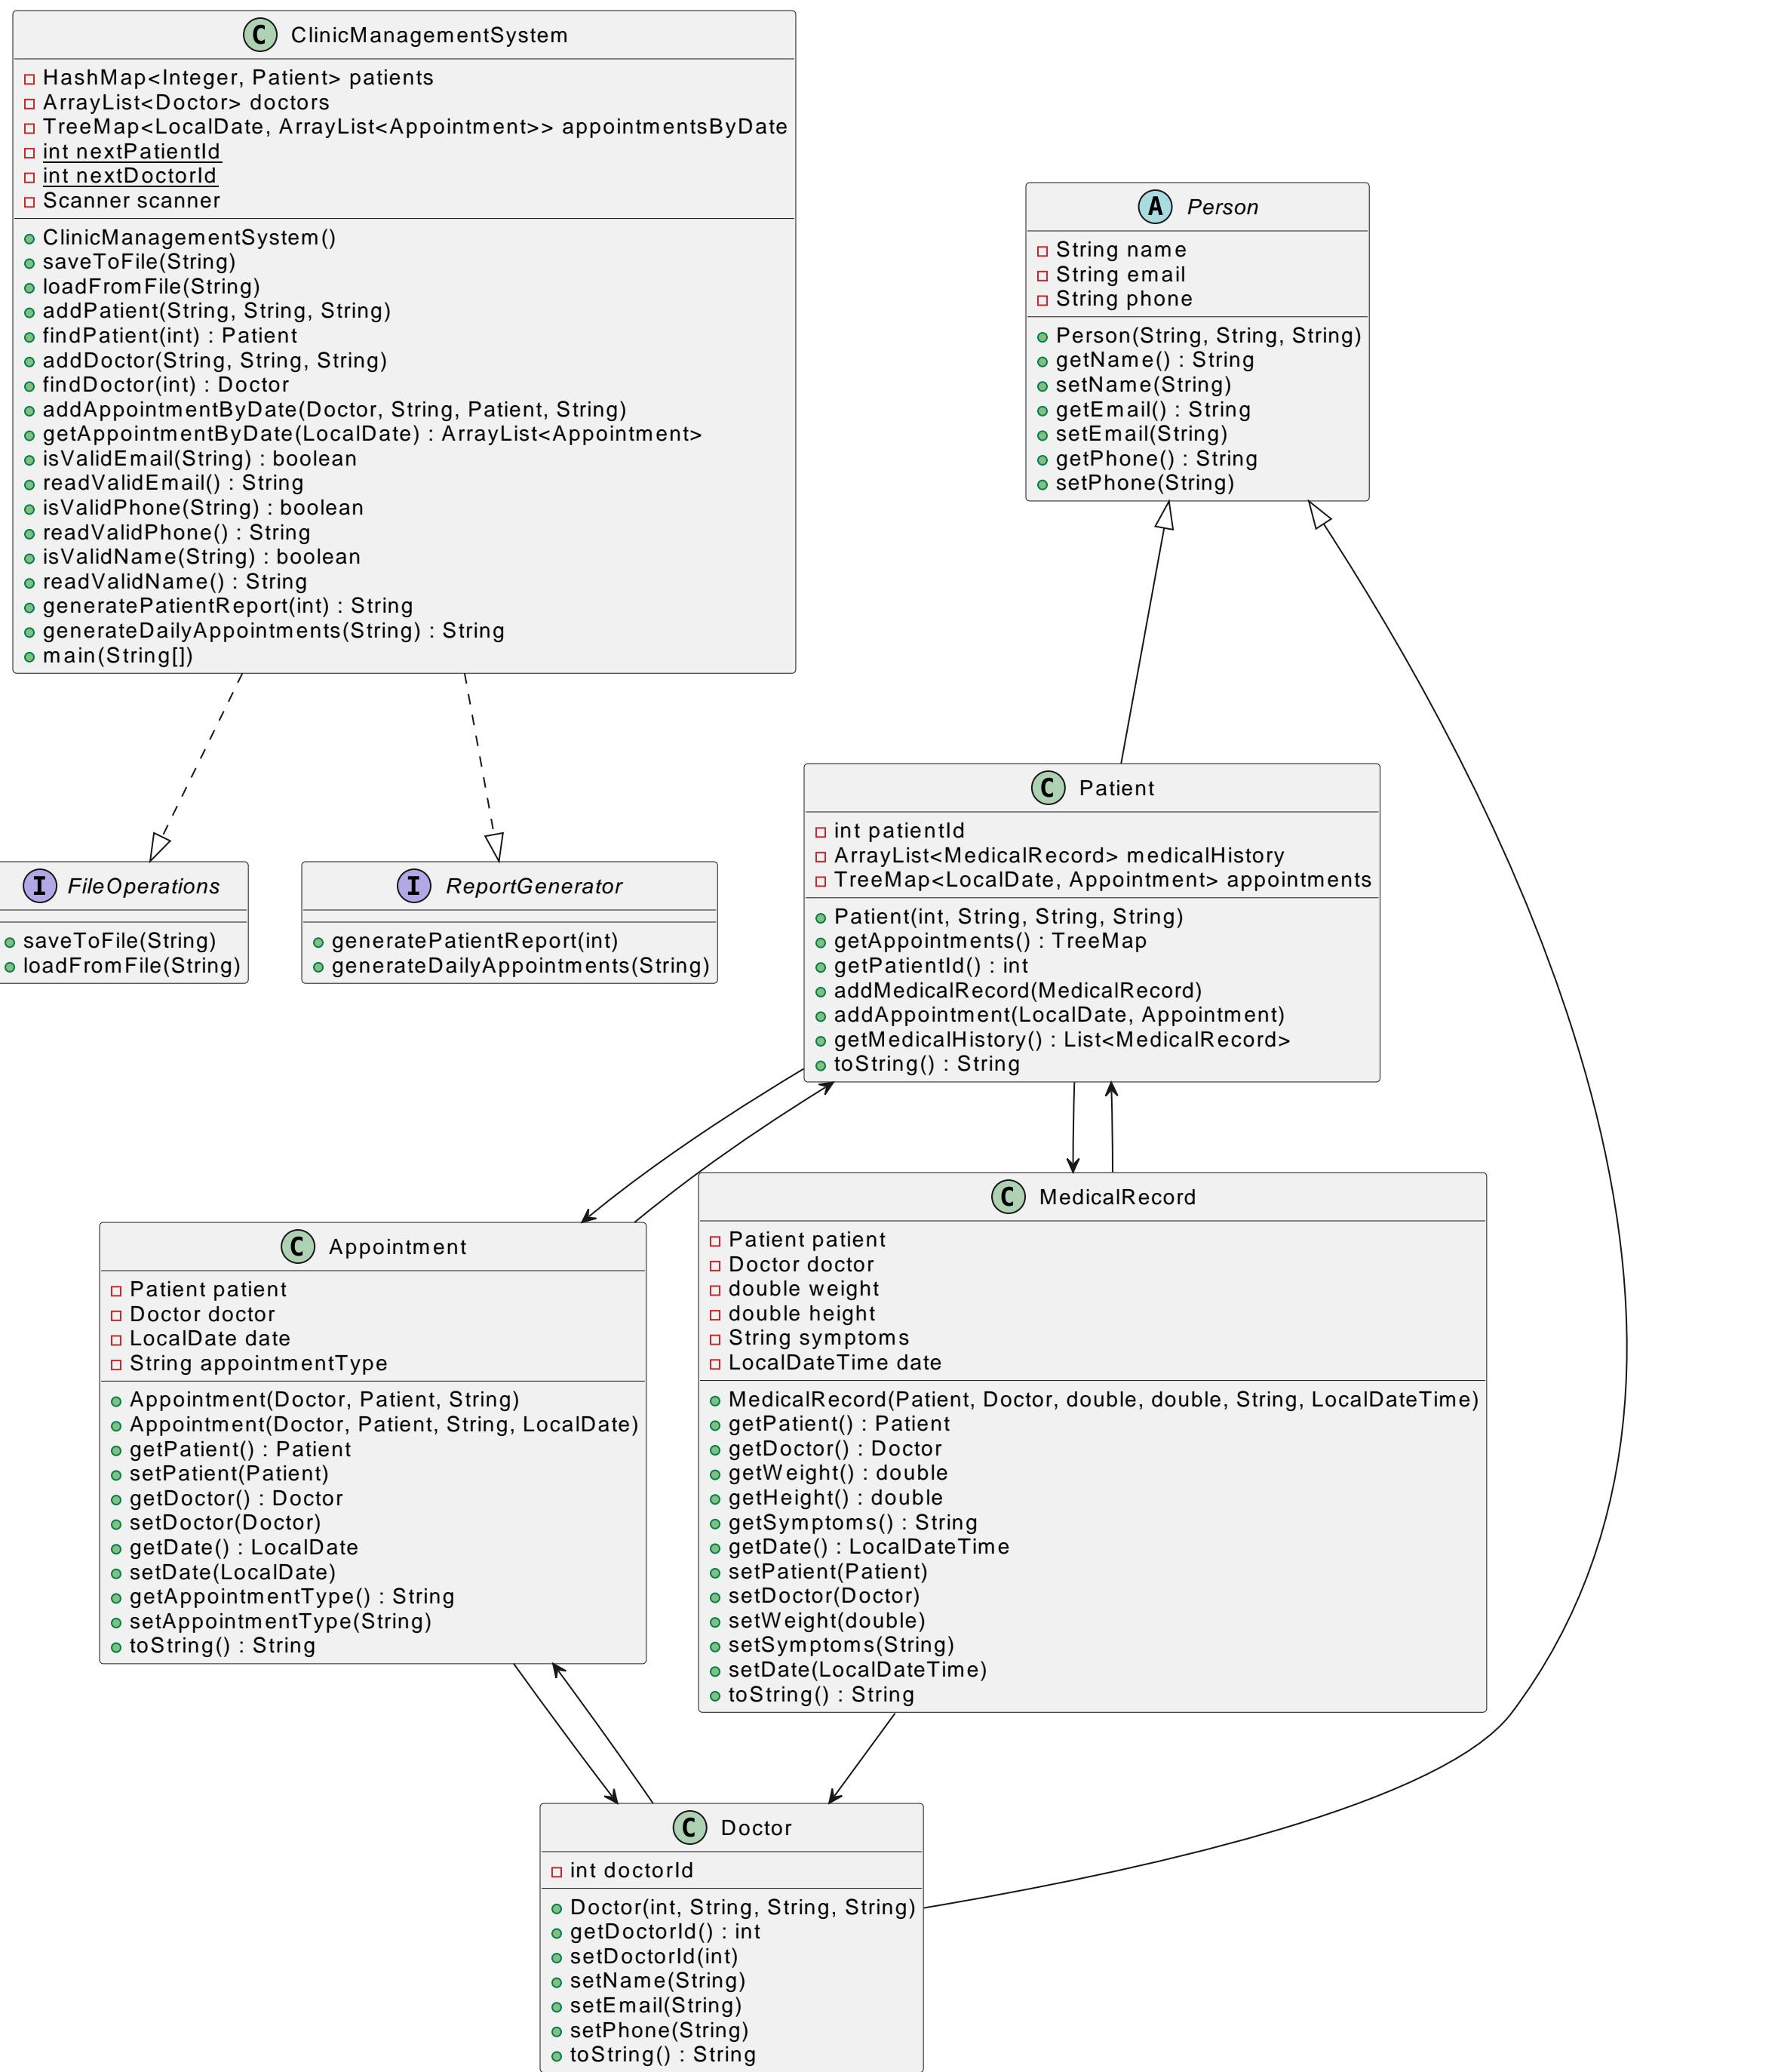 C ClinicManagementSystem
HashMap<Integer, Patient> patients
ArrayList<Doctor> doctors
TreeMap<LocalDate, ArrayList<Appointment>> appointmentsByDate
int nextPatientId
int nextDoctorId
Scanner scanner
ClinicManagementSystem()
saveToFile(String)
loadFromFile(String)
addPatient(String, String, String)
findPatient(int) : Patient
addDoctor(String, String, String)
findDoctor(int) : Doctor
addAppointmentByDate(Doctor, String, Patient, String)
getAppointmentByDate(LocalDate) : ArrayList<Appointment>
isValidEmail(String) : boolean
readValidEmail() : String
isValidPhone(String) : boolean
readValidPhone() : String
isValidName(String) : boolean
readValidName() : String
generatePatientReport(int) : String
generateDailyAppointments(String) : String
main(String[])
A Person
String name
String email
String phone
Person(String, String, String)
getName() : String
setName(String)
getEmail() : String
setEmail(String)
getPhone() : String
setPhone(String)
I FileOperations
saveToFile(String)
loadFromFile(String)
I ReportGenerator
generatePatientReport(int)
generateDailyAppointments(String)
C Patient
int patientId
ArrayList<MedicalRecord> medicalHistory
TreeMap<LocalDate, Appointment> appointments
Patient(int, String, String, String)
getAppointments() : TreeMap
getPatientId() : int
addMedicalRecord(MedicalRecord)
addAppointment(LocalDate, Appointment)
getMedicalHistory() : List<MedicalRecord>
toString() : String
C Appointment
Patient patient
Doctor doctor
LocalDate date
String appointmentType
Appointment(Doctor, Patient, String)
Appointment(Doctor, Patient, String, LocalDate)
getPatient() : Patient
setPatient(Patient)
getDoctor() : Doctor
setDoctor(Doctor)
getDate() : LocalDate
setDate(LocalDate)
getAppointmentType() : String
setAppointmentType(String)
toString() : String
C MedicalRecord
Patient patient
Doctor doctor
double weight
double height
String symptoms
LocalDateTime date
MedicalRecord(Patient, Doctor, double, double, String, LocalDateTime)
getPatient() : Patient
getDoctor() : Doctor
getWeight() : double
getHeight() : double
getSymptoms() : String
getDate() : LocalDateTime
setPatient(Patient)
setDoctor(Doctor)
setWeight(double)
setSymptoms(String)
setDate(LocalDateTime)
toString() : String
C Doctor
int doctorId
Doctor(int, String, String, String)
getDoctorId() : int
setDoctorId(int)
setName(String)
setEmail(String)
setPhone(String)
toString() : String